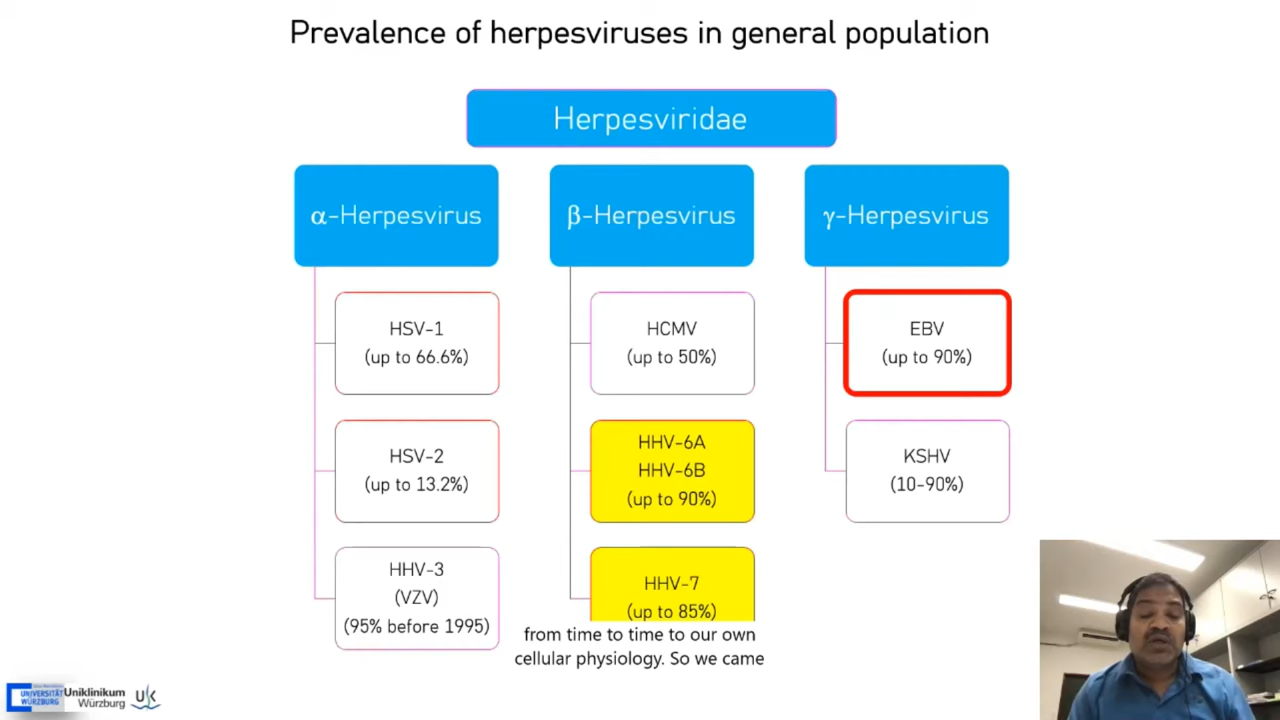 Prevalence of herpesviruses in general population
Herpesviridae
α-Herpesvirus
β-Herpesvirus
γ-Herpesvirus
HSV-1
(up to 66.6%)
HCMV
(up to 50%)
EBV
(up to 90%)
HSV-2
(up to 13.2%)
HHV-6A
HHV-6B
(up to 90%)
KSHV
(10-90%)
HHV-3
(VZV)
(95% before 1995)
HHV-7
(up to 85%)
from time to time to our own
cellular physiology. So we came
UNIVERSITÄT
WÜRZBURG
Uniklinikum
Würzburg
UK